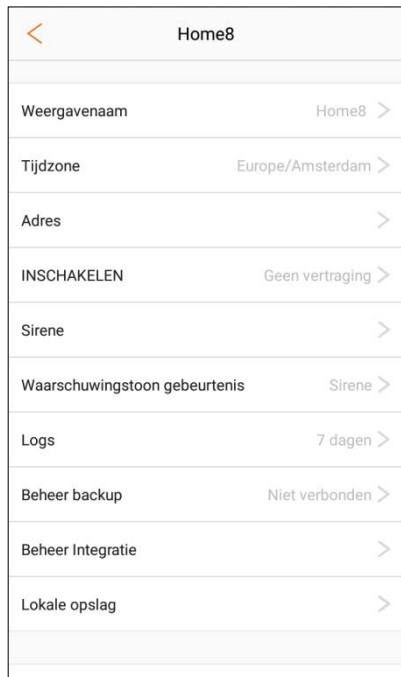 Home8
Weergavenaam Home8
Tijdzone Europe/Amsterdam
Adres
INSCHAKELEN Geen vertraging
Sirene
Waarschuwingstoon gebeurtenis Sirene
Logs 7 dagen
Beheer backup Niet verbonden
Beheer Integratie
Lokale opslag